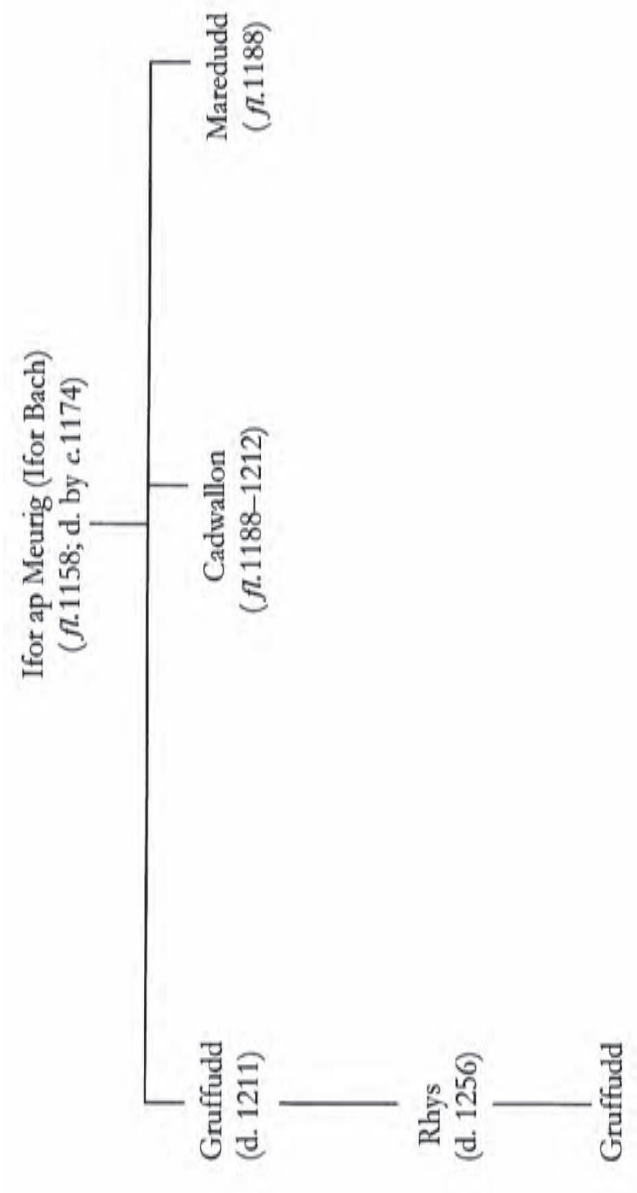 Ifor ap Meurig (Ifor Bach)
(fl.1158; d. by c.1174)
Gruffudd
(d. 1211)
Cadwallon
(fl.1188–1212)
Maredudd
(fl.1188)
Rhys
(d. 1256)
Gruffudd